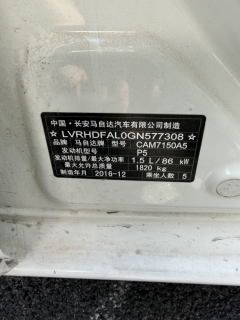 中国·长安马自达汽车有限公司制造
☆LVRHDFAL0GN577308☆
品牌 马自达牌 型号 CAM7150A5
发动机型号 P5
发动机排量/最大净功率 1.5 L/ 86 kW
最大允许总质量 1820 kg
制造年月 2016-12 乘坐人数 5